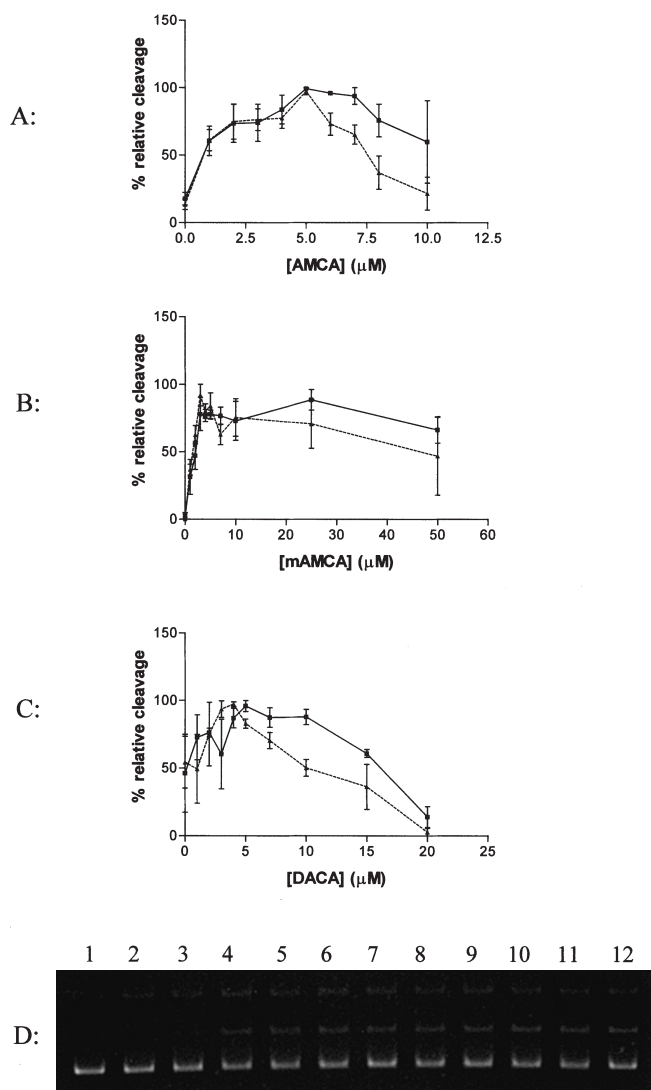 A:
% relative cleavage
150
100
50
0
0.0 2.5 5.0 7.5 10.0 12.5
[AMCA] (μM)
B:
% relative cleavage
150
100
50
0
0 10 20 30 40 50 60
[mAMCA] (μM)
C:
% relative cleavage
150
100
50
0
0 5 10 15 20 25
[DACA] (μM)
1 2 3 4 5 6 7 8 9 10 11 12
D: